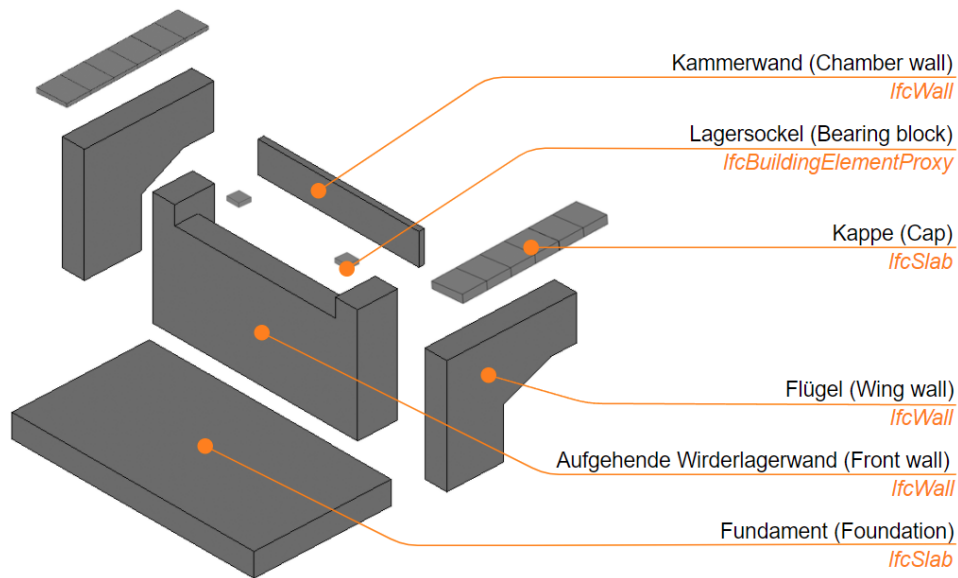 Kammerwand (Chamber wall)
IfcWall
Lagersockel (Bearing block)
IfcBuildingElementProxy
Kappe (Cap)
IfcSlab
Flügel (Wing wall)
IfcWall
Aufgehende Wirderlagerwand (Front wall)
IfcWall
Fundament (Foundation)
IfcSlab